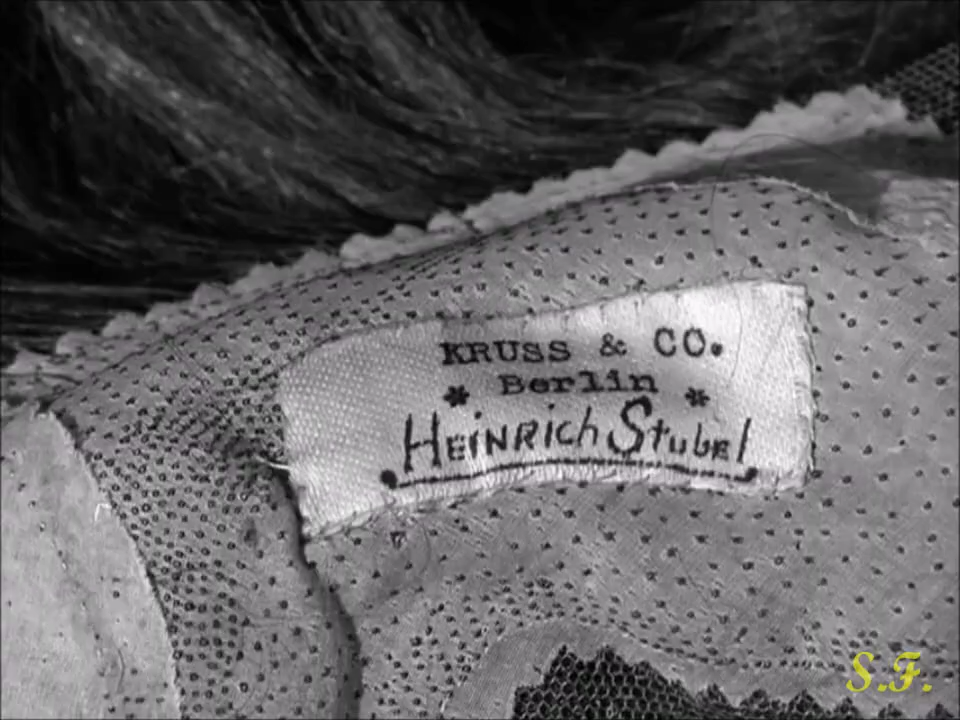 KRUSS & CO.
* Berlin *
HEINRich Stubel
S.F.